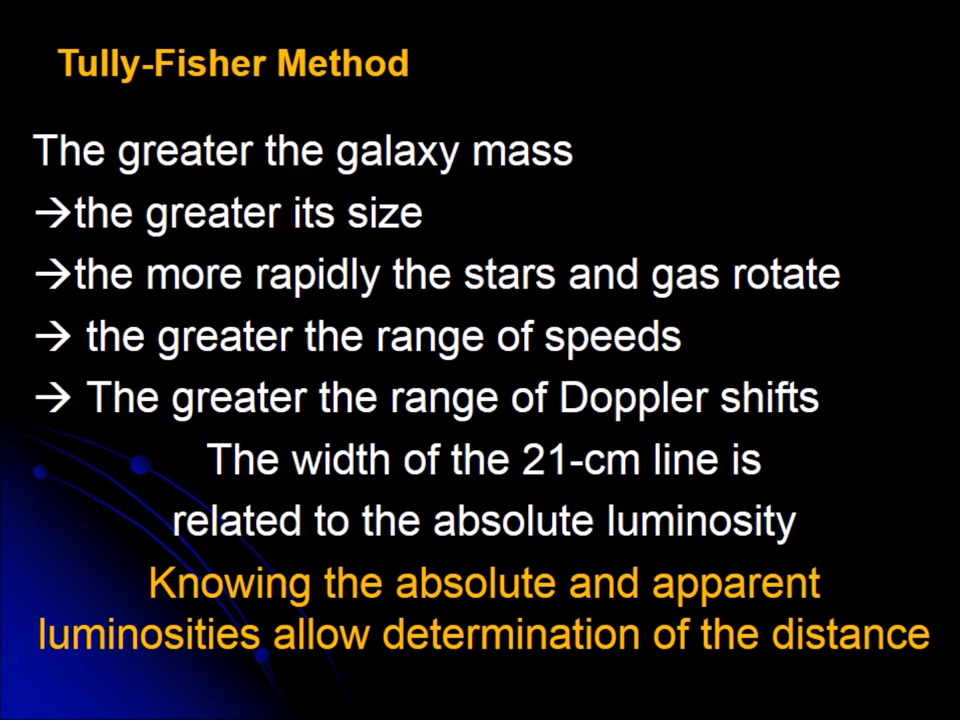 Tully-Fisher Method
The greater the galaxy mass
→the greater its size
→the more rapidly the stars and gas rotate
→ the greater the range of speeds
→ The greater the range of Doppler shifts
The width of the 21-cm line is
related to the absolute luminosity
Knowing the absolute and apparent
luminosities allow determination of the distance